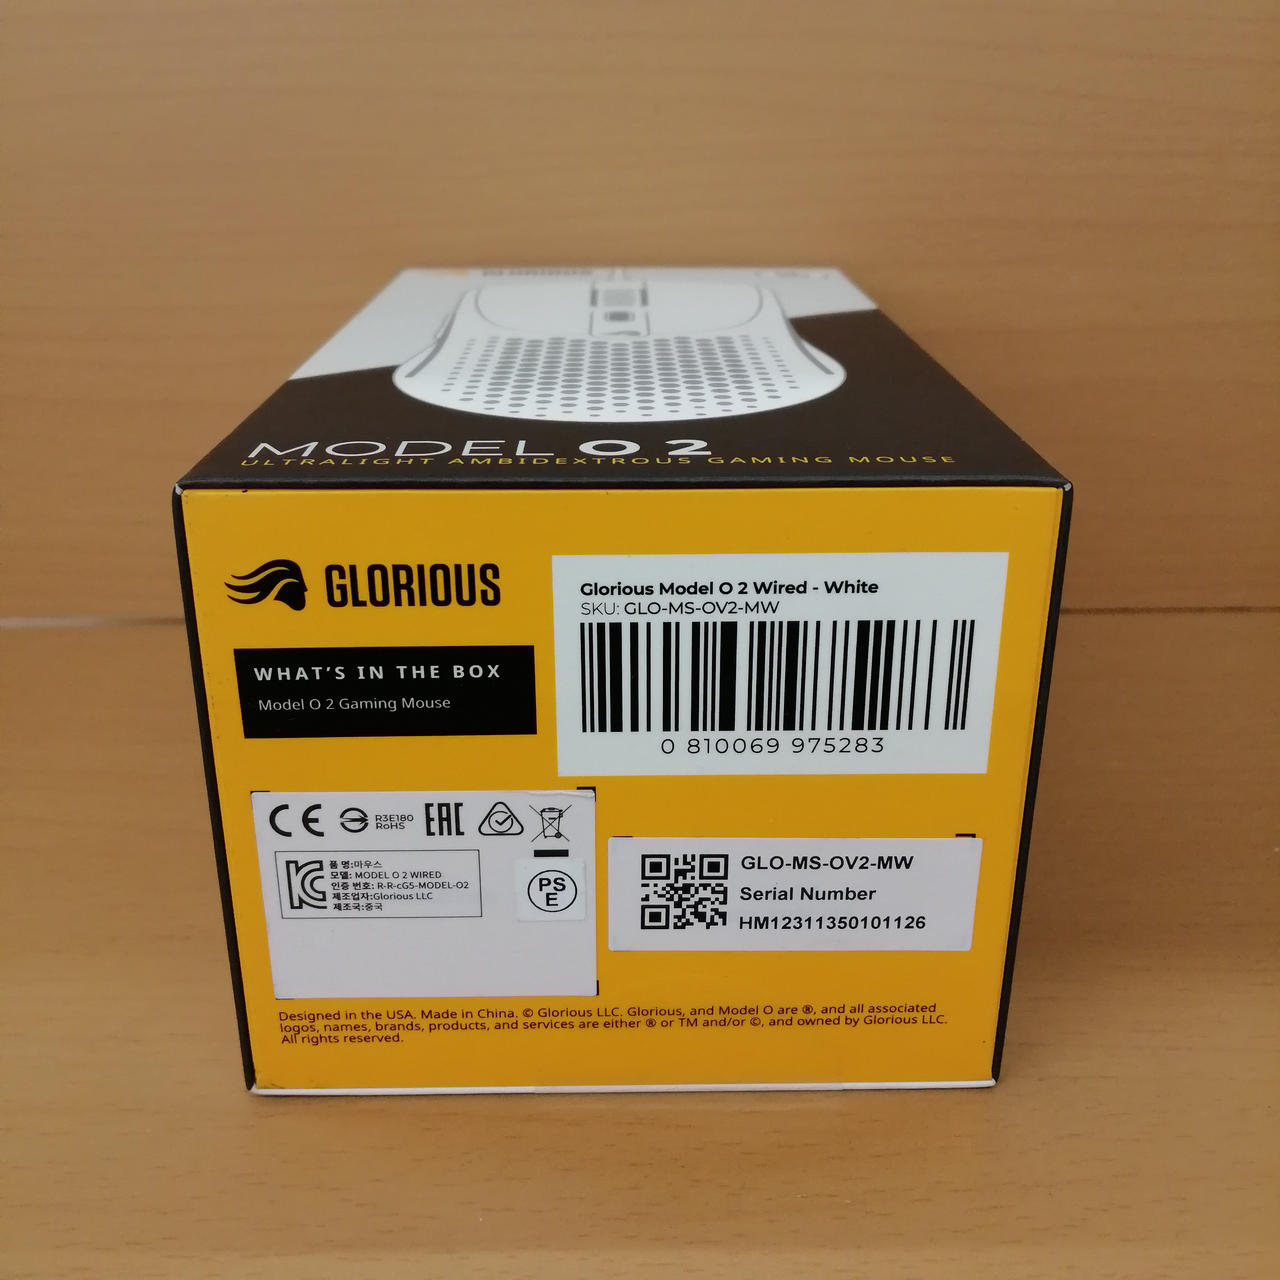 GLORIOUS
MODEL O 2
ULTRALIGHT AMBIDEXTROUS GAMING MOUSE
GLORIOUS
Glorious Model O 2 Wired - White
SKU: GLO-MS-OV2-MW
0 810069 975283
WHAT'S IN THE BOX
Model O 2 Gaming Mouse
CE
R3E180
RoHS
EAC
KC
품 명:마우스
모델: MODEL O 2 WIRED
인증 번호: R-R-cG5-MODEL-O2
제조업자:Glorious LLC
제조국:중국
PS
E
GLO-MS-OV2-MW
Serial Number
HM12311350101126
Designed in the USA. Made in China. © Glorious LLC. Glorious, and Model O are ®, and all associated
logos, names, brands, products, and services are either ® or TM and/or ©, and owned by Glorious LLC.
All rights reserved.